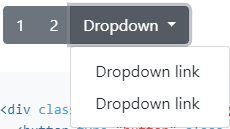 1 2 Dropdown
Dropdown link
Dropdown link
<div clas